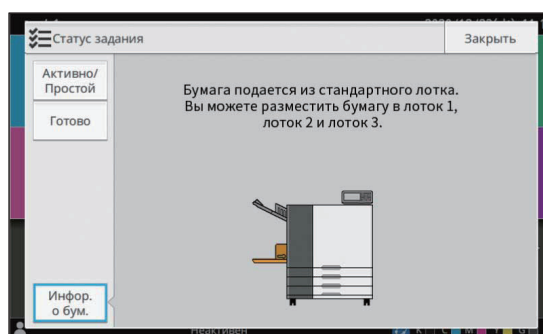 Статус задания
Закрыть
Активно/
Простой
Готово
Бумага подается из стандартного лотка.
Вы можете разместить бумагу в лоток 1,
лоток 2 и лоток 3.
Инфор.
о бум.
Неактивен
K C M Y G